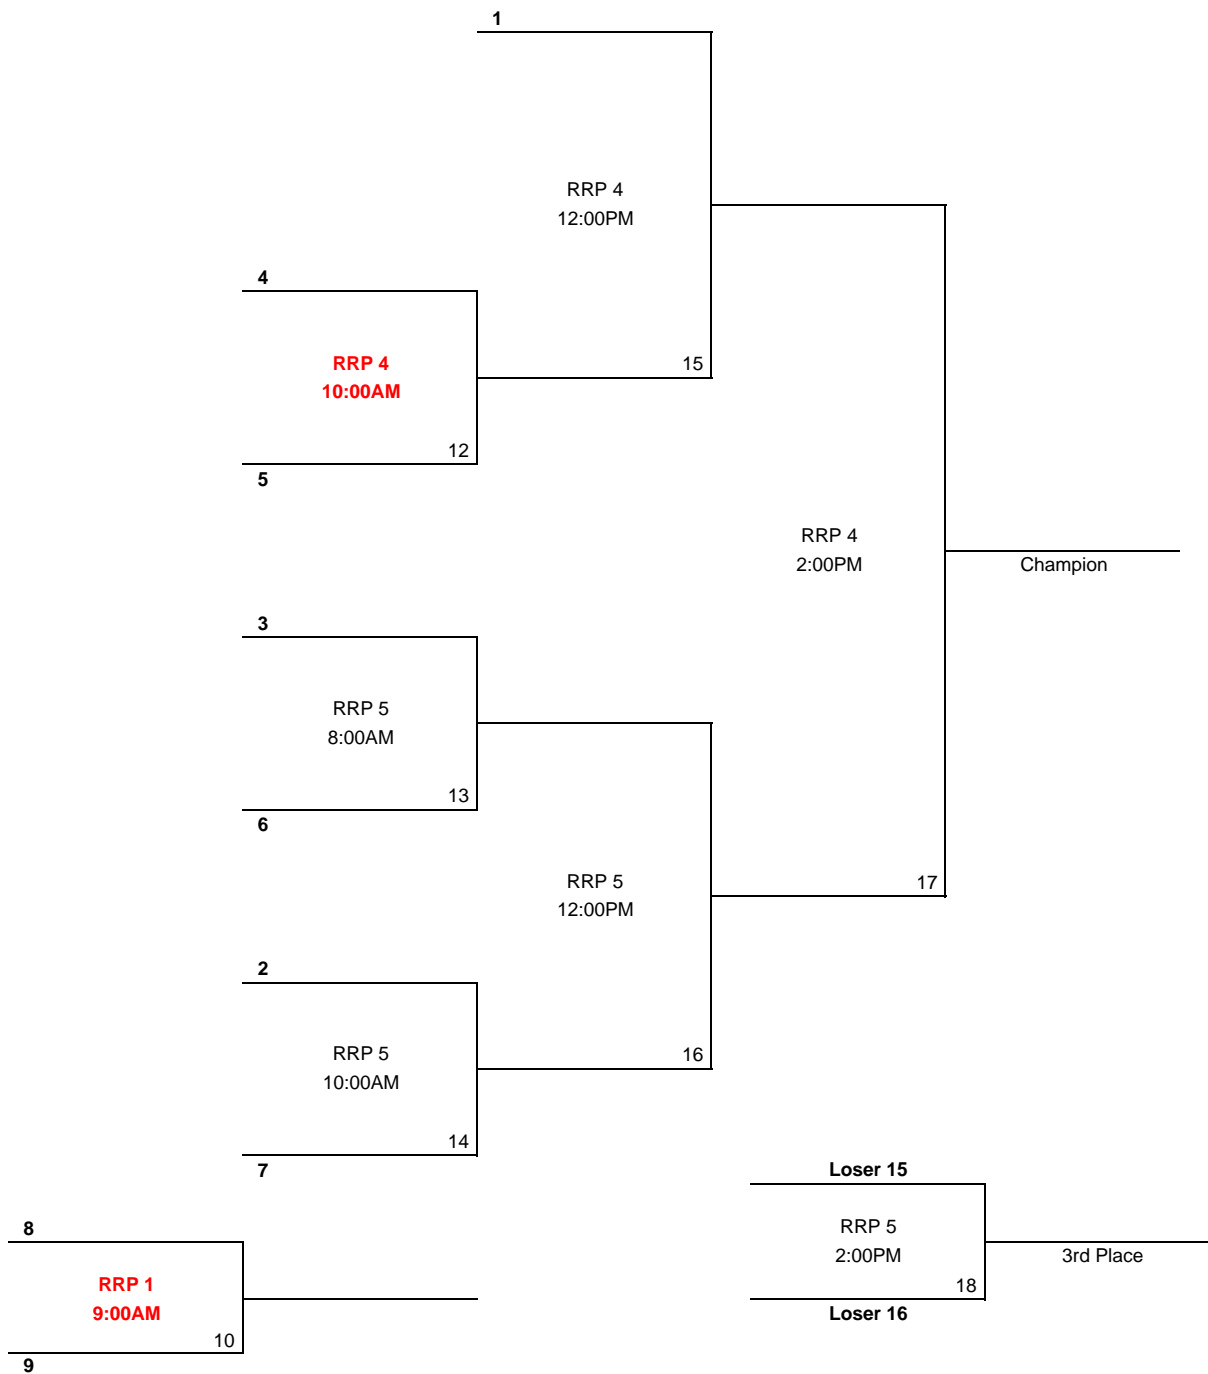 1
RRP 4
12:00PM
4
RRP 4
10:00AM
15
12
5
RRP 4
2:00PM
Champion
3
RRP 5
8:00AM
13
6
RRP 5
12:00PM
17
2
RRP 5
10:00AM
16
14
7
Loser 15
8
RRP 5
2:00PM
3rd Place
RRP 1
9:00AM
18
Loser 16
10
9